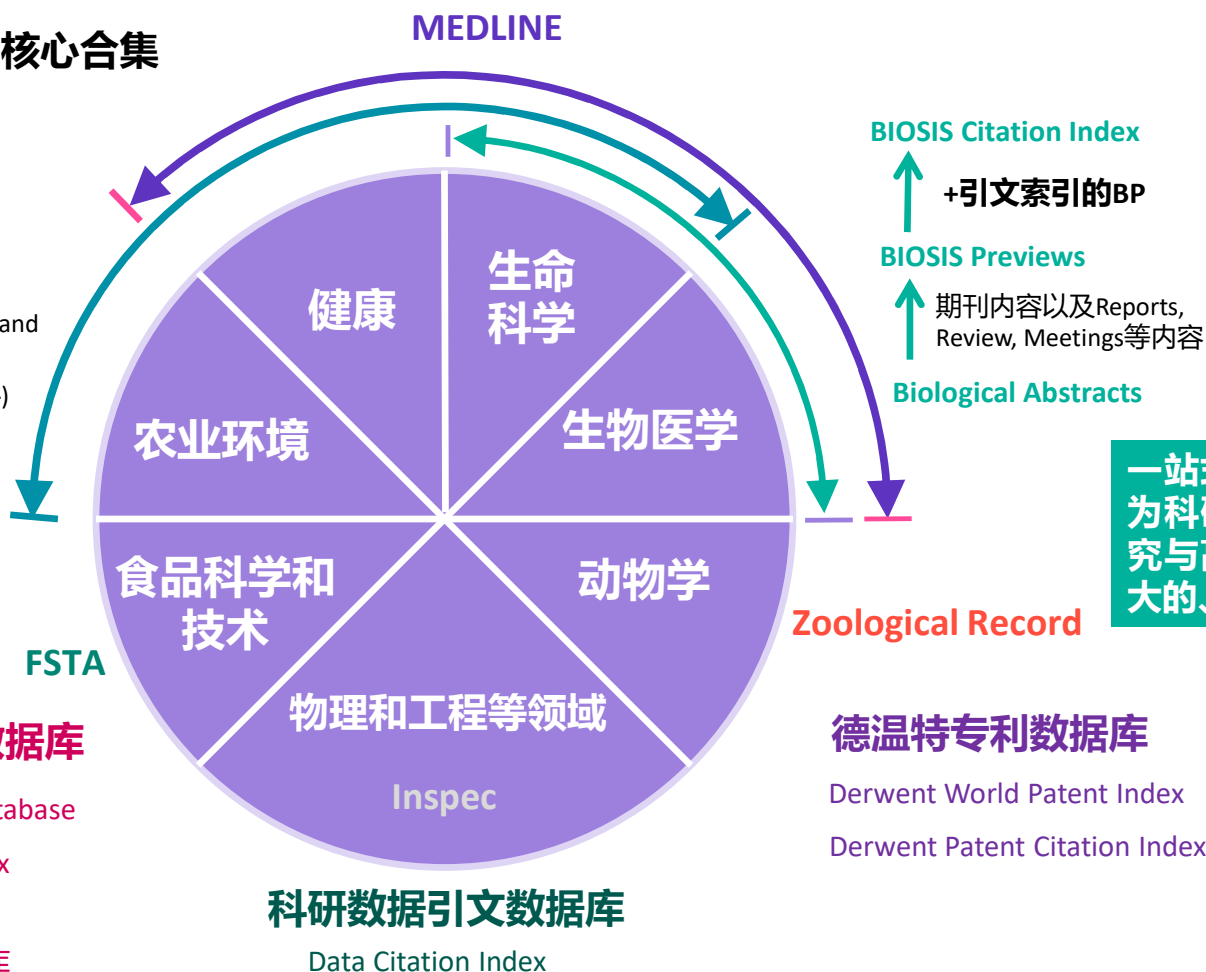 核心合集
MEDLINE
BIOSIS Citation Index
+引文索引的BP
BIOSIS Previews
期刊内容以及Reports,
Review, Meetings等内容
Biological Abstracts
and
)
健康
生命
科学
农业环境
生物医学
食品科学和
技术
动物学
物理和工程等领域
Inspec
FSTA
Zoological Record
一站
为科
究与
大的、
据库
tabase
x
德温特专利数据库
Derwent World Patent Index
Derwent Patent Citation Index
科研数据引文数据库
Data Citation Index